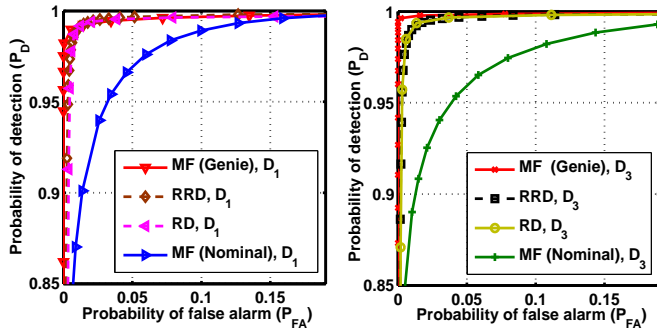 Probability of detection (P_D)
1
0.95
0.9
0.85
MF (Genie), D_1
RRD, D_1
RD, D_1
MF (Nominal), D_1
0 0.05 0.1 0.15
Probability of false alarm (P_FA)
Probability of detection (P_D)
1
0.95
0.9
0.85
MF (Genie), D_3
RRD, D_3
RD, D_3
MF (Nominal), D_3
0 0.05 0.1 0.15
Probability of false alarm (P_FA)